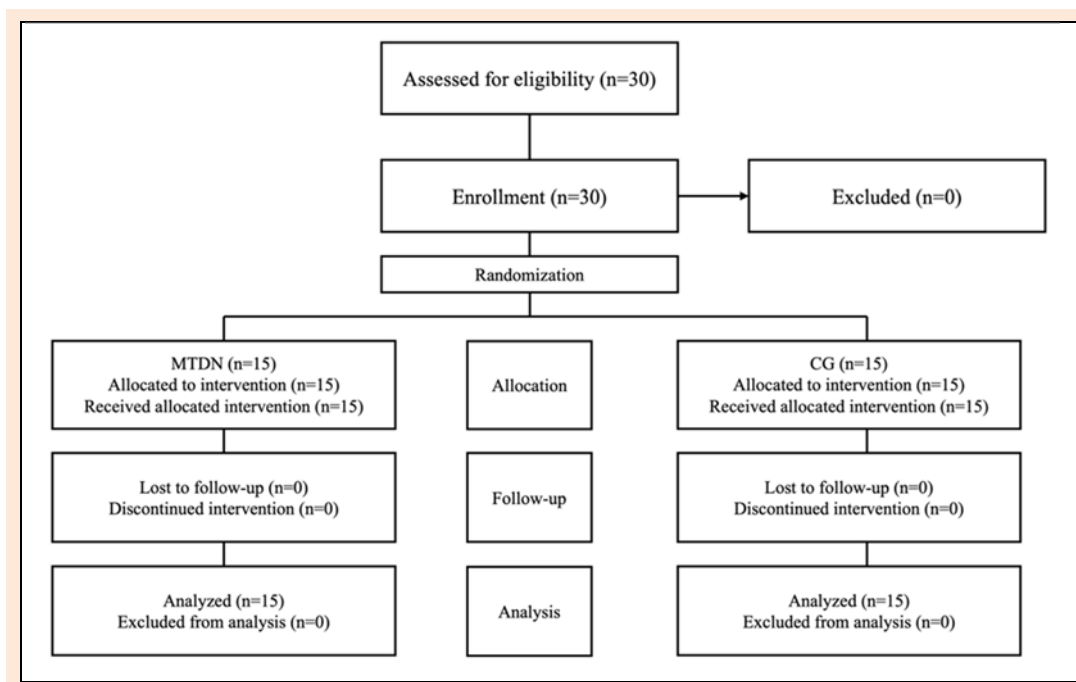 Assessed for eligibility (n=30)
Enrollment (n=30)
Excluded (n=0)
Randomization
MTDN (n=15)
Allocated to intervention (n=15)
Received allocated intervention (n=15)
Allocation
CG (n=15)
Allocated to intervention (n=15)
Received allocated intervention (n=15)
Lost to follow-up (n=0)
Discontinued intervention (n=0)
Follow-up
Lost to follow-up (n=0)
Discontinued intervention (n=0)
Analyzed (n=15)
Excluded from analysis (n=0)
Analysis
Analyzed (n=15)
Excluded from analysis (n=0)